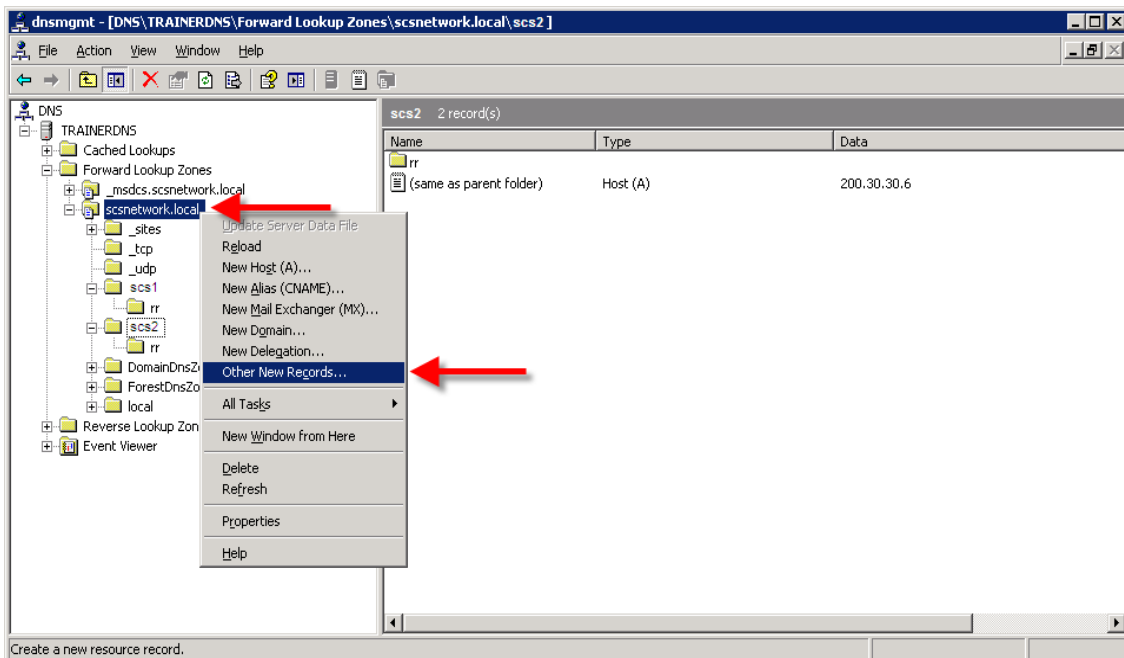 dnsmgmt - [DNS\TRAINERDNS\Forward Lookup Zones\scsnetwork.local\scs2 ]
File Action View Window Help
DNS
TRAINERDNS
Cached Lookups
Forward Lookup Zones
_msdcs.scsnetwork.local
scsnetwork.local
_sites
_tcp
_udp
scs1
rr
scs2
rr
DomainDnsZ
ForestDnsZo
local
Reverse Lookup Zon
Event Viewer
Update Server Data File
Reload
New Host (A)...
New Alias (CNAME)...
New Mail Exchanger (MX)...
New Domain...
New Delegation...
Other New Records...
All Tasks
New Window from Here
Delete
Refresh
Properties
Help
scs2 2 record(s)
Name Type Data
rr
(same as parent folder) Host (A) 200.30.30.6
Create a new resource record.